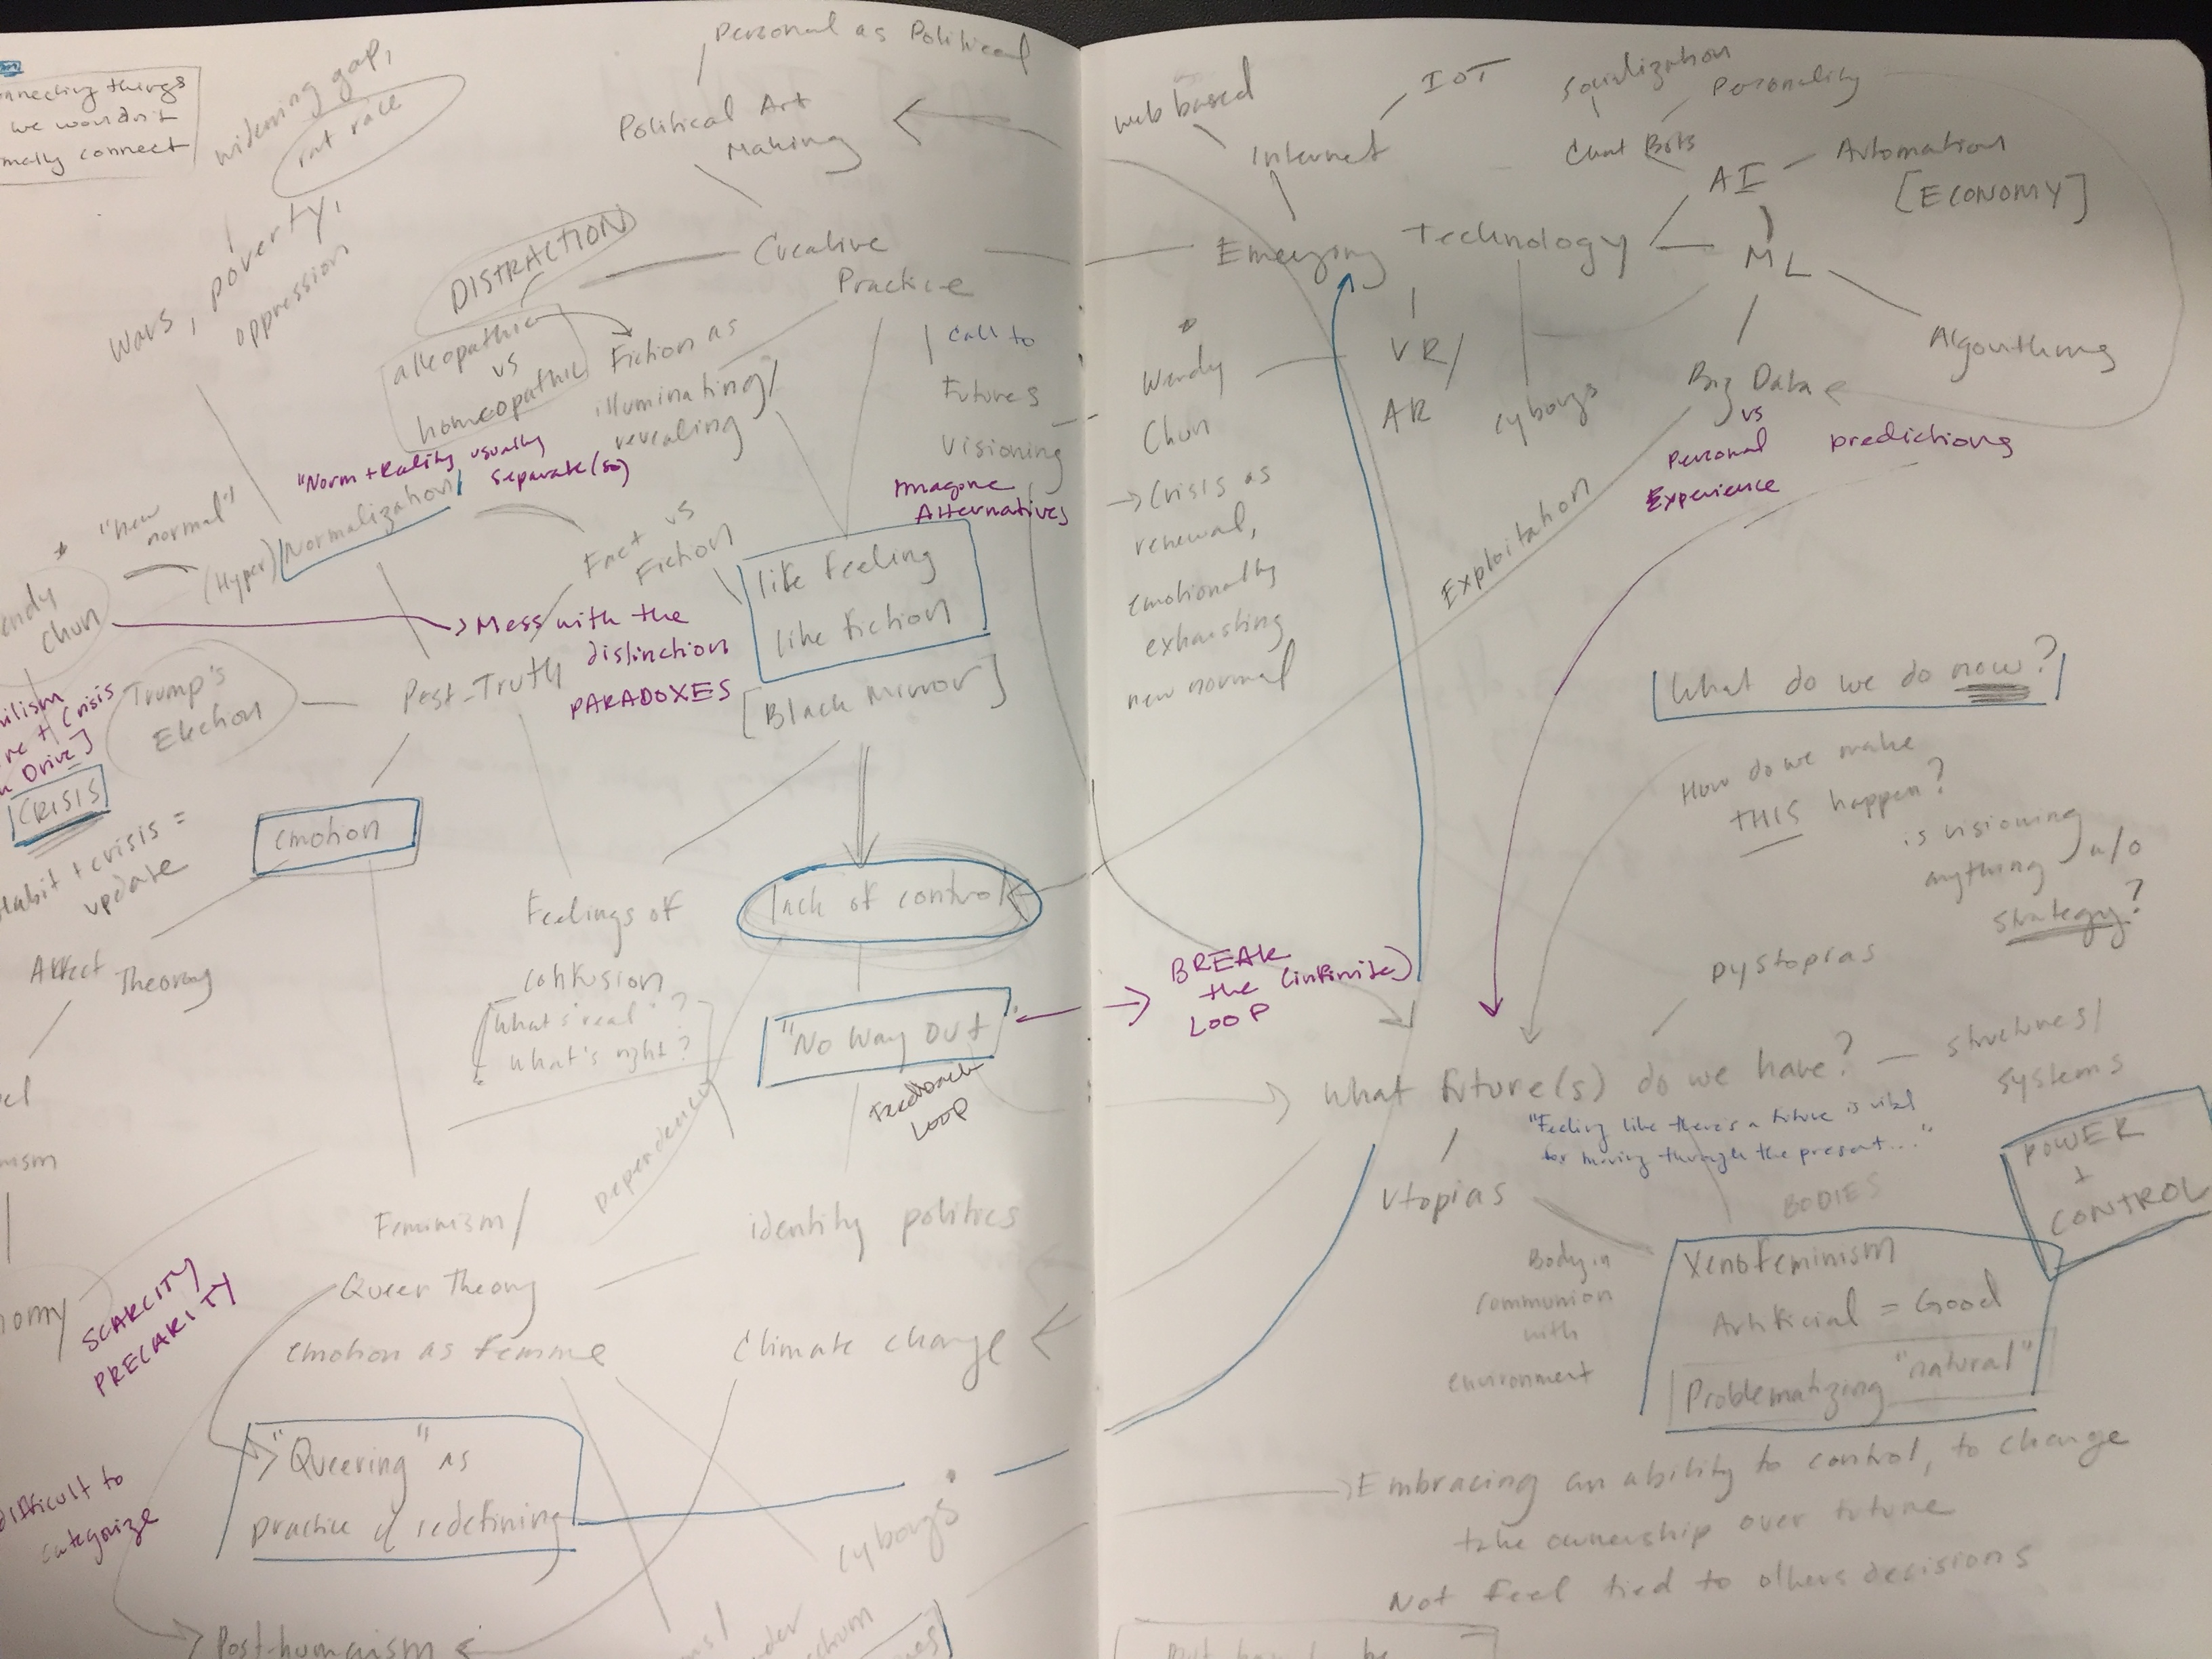 Personal as Political
nnecting things
we wouldn't
mally connect
widening gap,
rat race
Political Art
Making
Wars, poverty,
oppression
DISTRACTION
Creative
Practice
alleopathic
vs
homeopathic
Fiction as
illuminating/
revealing
call to
Futures
Visioning
Imagine
Alternatives
"Norm + Reality usually
separate(s)
"new
normal"
(Hyper) Normalization
Fact vs
Fiction
like feeling
like fiction
[Black Mirror]
endy
Chun
Mess with the
distinction
PARADOXES
Trump's
Election
Post-Truth
Drive]
CRISIS
Habit + crisis =
update
emotion
Affect Theory
Feelings of
confusion
["What's real"?
What's right?]
lack of control
"No Way Out
Feedback
LOOP
Dependency
Feminism/
Queer Theory
identity politics
emotion as femme
Climate change
nomy
SCARCITY
PRECARITY
"Queering" as
practice of redefining
difficult to
categorize
cyborgs
Posthumanism
web based
Internet
IOT
Socialization
Personality
Chat Bots
AI
Automation
[ECONOMY]
Emerging Technology
ML
VR/
AR
cyborgs
Algorithms
Big Data
vs
Personal
Experience
predictions
Exploitation
Wendy
Chun
→ Crisis as
renewal,
emotionally
exhausting
new normal
What do we do now?
How do we make
THIS happen?
is visioning
anything w/o
strategy?
BREAK
the (infinite)
LOOP
Dystopias
What future(s) do we have?
structures/
systems
"Feeling like there's a future is vital
for moving through the present..."
POWER
+
CONTROL
Utopias
BODIES
Body in
communion
with
environment
Xenofeminism
Artificial = Good
Problematizing "natural"
Embracing an ability to control, to change
take ownership over future
Not feel tied to others decisions